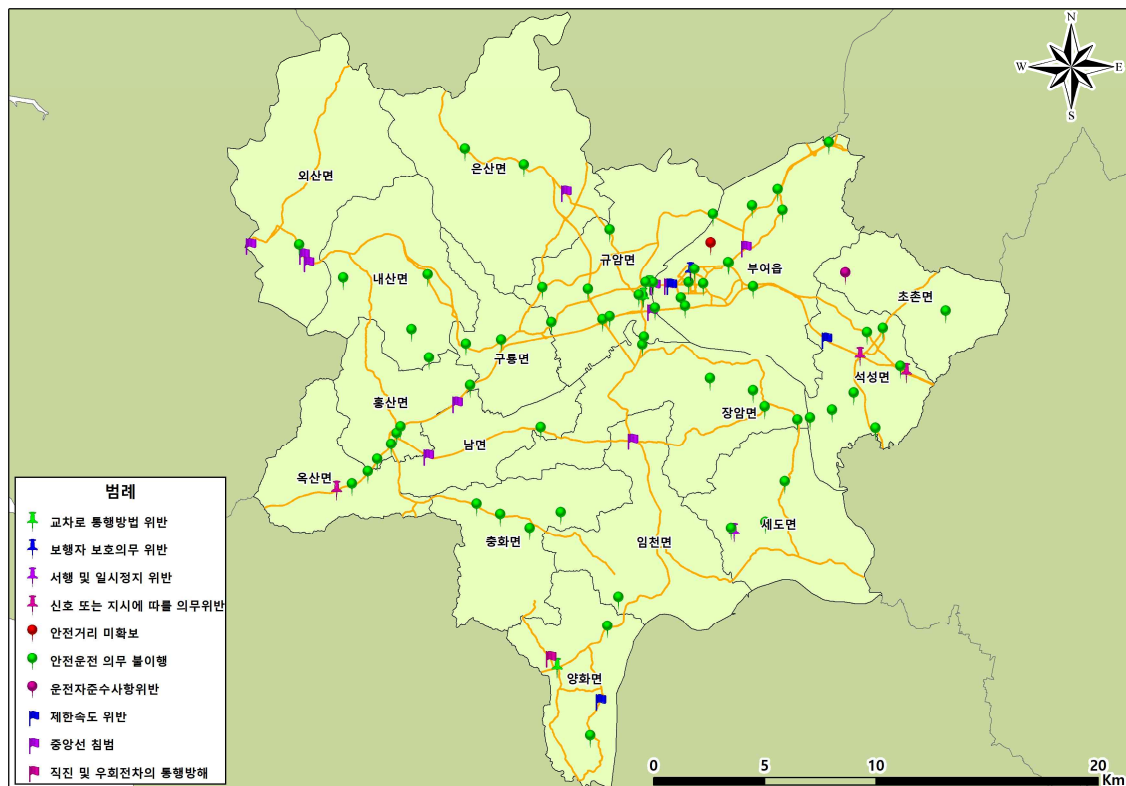 N
W
E
S
은산면
외산면
규암면
부여읍
내산면
초촌면
구룡면
석성면
홍산면
장암면
남면
옥산면
세도면
충화면
임천면
양화면
범례
교차로 통행방법 위반
보행자 보호의무 위반
서행 및 일시정지 위반
신호 또는 지시에 따를 의무위반
안전거리 미확보
안전운전 의무 불이행
운전자준수사항위반
제한속도 위반
중앙선 침범
직진 및 우회전차의 통행방해
0 5 10 20
Km